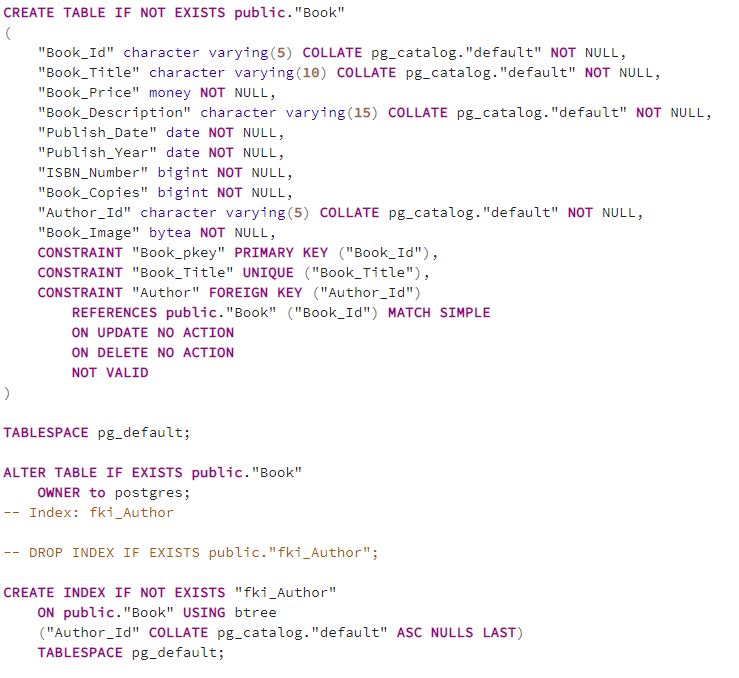 CREATE TABLE IF NOT EXISTS public."Book"
(
    "Book_Id" character varying(5) COLLATE pg_catalog."default" NOT NULL,
    "Book_Title" character varying(10) COLLATE pg_catalog."default" NOT NULL,
    "Book_Price" money NOT NULL,
    "Book_Description" character varying(15) COLLATE pg_catalog."default" NOT NULL,
    "Publish_Date" date NOT NULL,
    "Publish_Year" date NOT NULL,
    "ISBN_Number" bigint NOT NULL,
    "Book_Copies" bigint NOT NULL,
    "Author_Id" character varying(5) COLLATE pg_catalog."default" NOT NULL,
    "Book_Image" bytea NOT NULL,
    CONSTRAINT "Book_pkey" PRIMARY KEY ("Book_Id"),
    CONSTRAINT "Book_Title" UNIQUE ("Book_Title"),
    CONSTRAINT "Author" FOREIGN KEY ("Author_Id")
        REFERENCES public."Book" ("Book_Id") MATCH SIMPLE
        ON UPDATE NO ACTION
        ON DELETE NO ACTION
        NOT VALID
)

TABLESPACE pg_default;

ALTER TABLE IF EXISTS public."Book"
    OWNER to postgres;
-- Index: fki_Author

-- DROP INDEX IF EXISTS public."fki_Author";

CREATE INDEX IF NOT EXISTS "fki_Author"
    ON public."Book" USING btree
    ("Author_Id" COLLATE pg_catalog."default" ASC NULLS LAST)
    TABLESPACE pg_default;